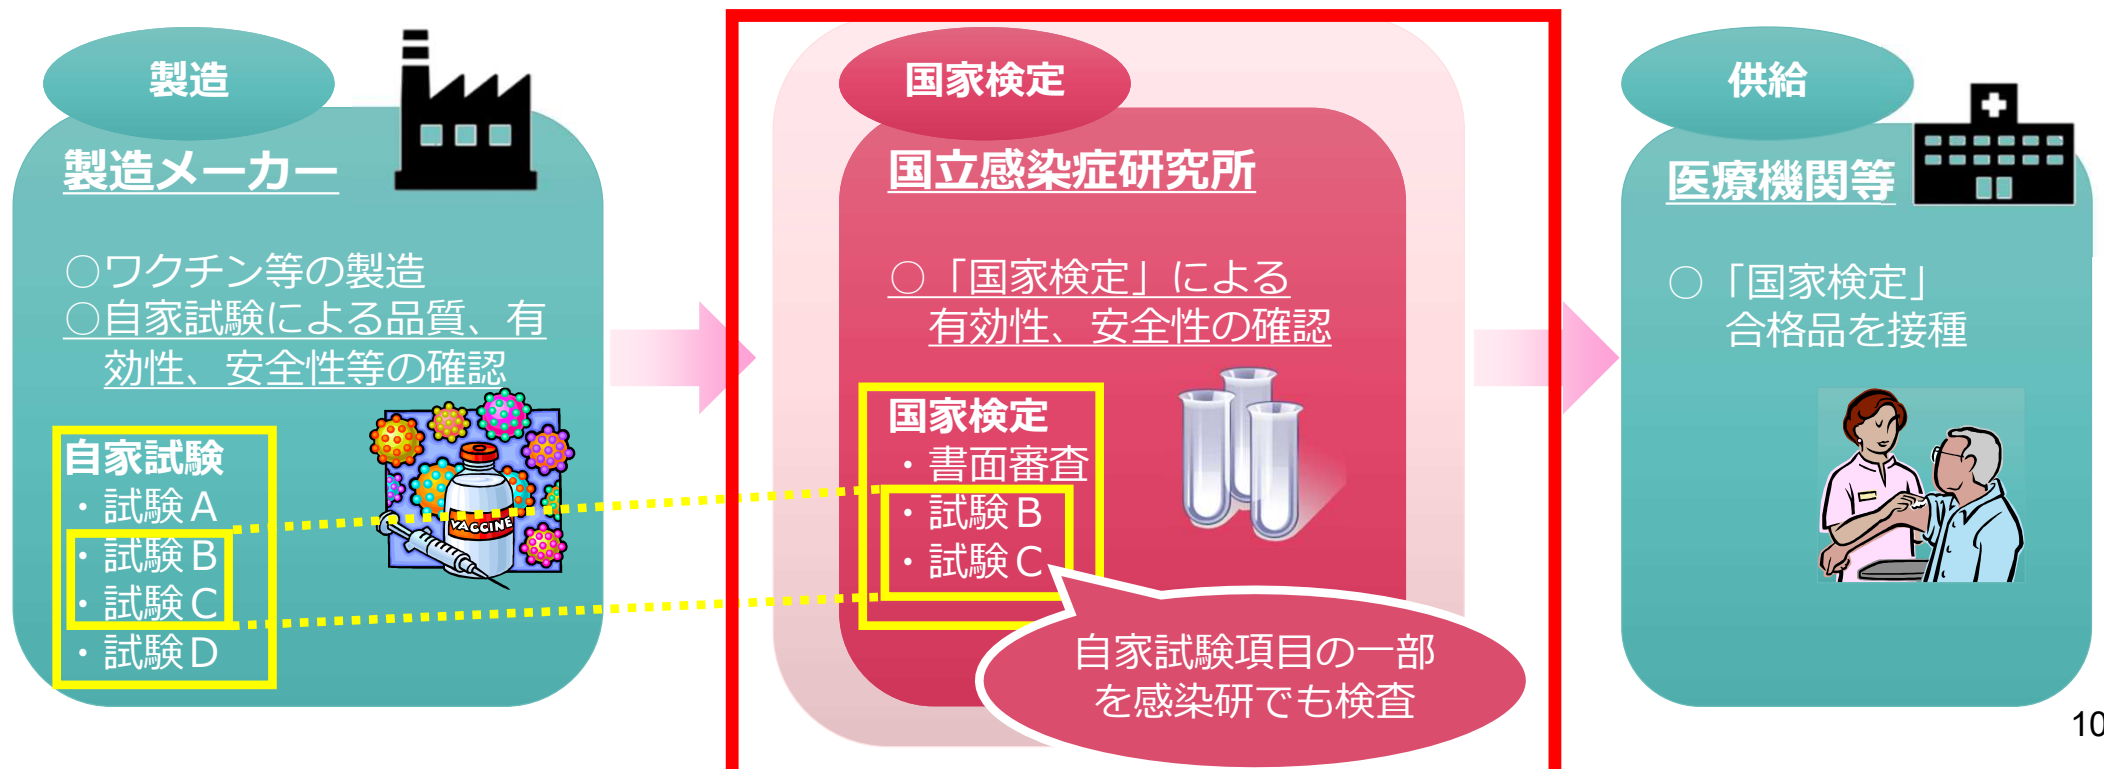 製造
製造メーカー
○ワクチン等の製造
○自家試験による品質、有
効性、安全性等の確認
自家試験
・試験A
・試験B
・試験C
・試験D
VACCINE
国家検定
国立感染症研究所
○「国家検定」による
有効性、安全性の確認
国家検定
・書面審査
・試験B
・試験C
自家試験項目の一部
を感染研でも検査
供給
医療機関等
○「国家検定」
合格品を接種
10